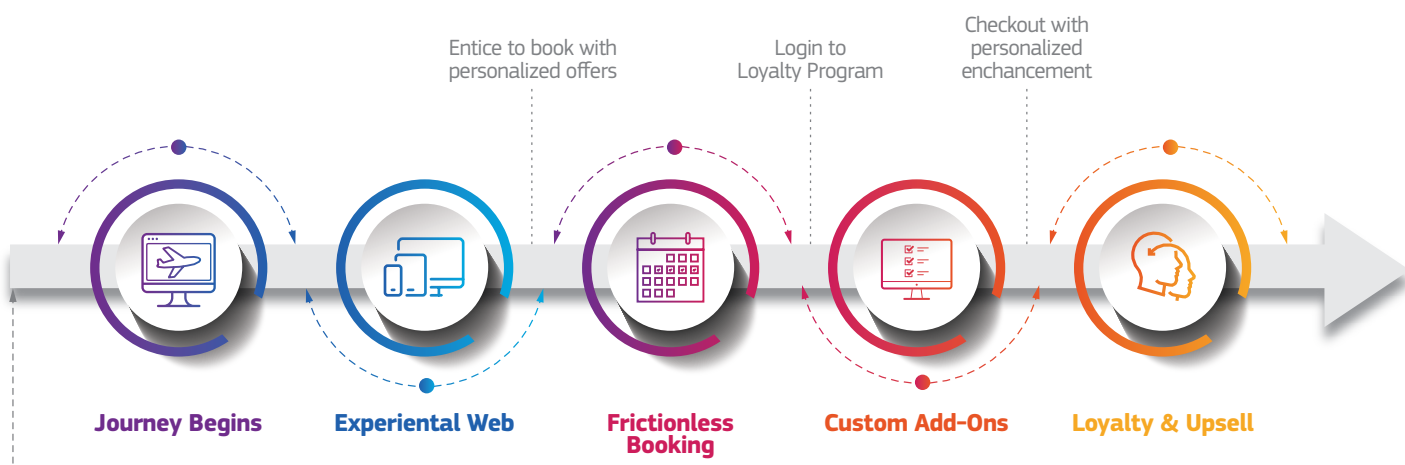 Entice to book with
personalized offers
Login to
Loyalty Program
Checkout with
personalized
enchancement
Journey Begins
Experiental Web
Frictionless
Booking
Custom Add-Ons
Loyalty & Upsell